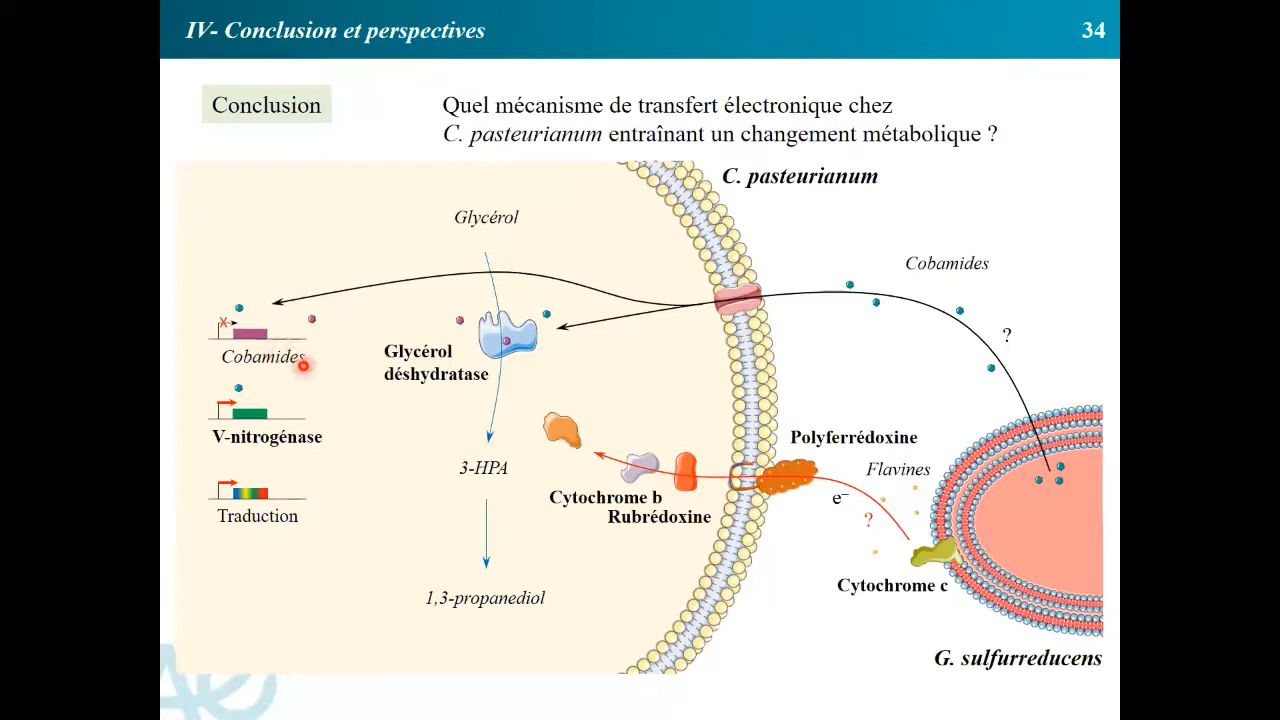 IV- Conclusion et perspectives
34
Conclusion
Quel mécanisme de transfert électronique chez
C. pasteurianum entraînant un changement métabolique ?
C. pasteurianum
Glycérol
Cobamides
?
Cobamides
Glycérol
déshydratase
V-nitrogénase
Polyferrédoxine
3-HPA
Flavines
Cytochrome b
Rubrédoxine
e−
?
Traduction
Cytochrome c
1,3-propanediol
G. sulfurreducens